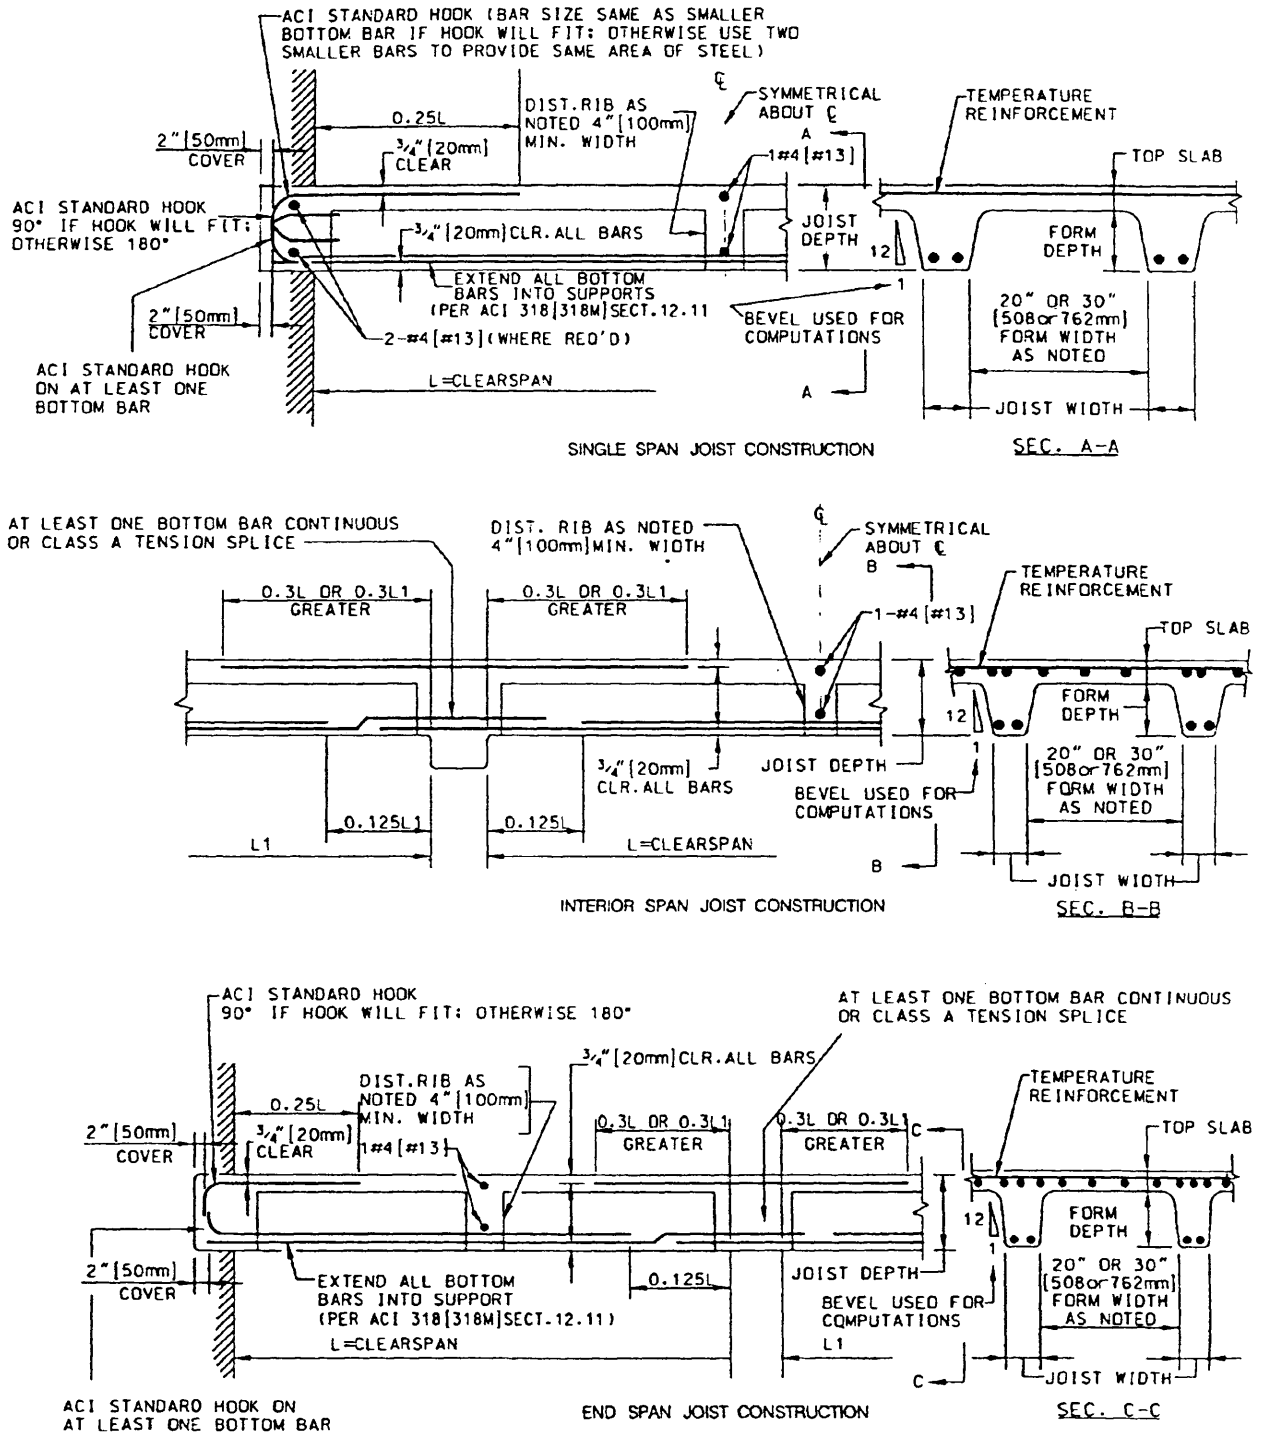 ACI STANDARD HOOK (BAR SIZE SAME AS SMALLER
BOTTOM BAR IF HOOK WILL FIT; OTHERWISE USE TWO
SMALLER BARS TO PROVIDE SAME AREA OF STEEL)
℄
SYMMETRICAL
ABOUT ℄
DIST.RIB AS
NOTED 4"[100mm]
MIN. WIDTH
TEMPERATURE
REINFORCEMENT
0.25L
A
2"[50mm]
COVER
3/4"[20mm]
CLEAR
1#4[#13]
TOP SLAB
ACI STANDARD HOOK
90° IF HOOK WILL FIT;
OTHERWISE 180°
3/4"[20mm]CLR.ALL BARS
JOIST
DEPTH
FORM
DEPTH
12
1
EXTEND ALL BOTTOM
BARS INTO SUPPORTS
(PER ACI 318[318M]SECT.12.11
2"[50mm]
COVER
2-#4[#13](WHERE REQ'D)
BEVEL USED FOR
COMPUTATIONS
20" OR 30"
[508or762mm]
FORM WIDTH
AS NOTED
ACI STANDARD HOOK
ON AT LEAST ONE
BOTTOM BAR
L=CLEARSPAN
A
JOIST WIDTH
SINGLE SPAN JOIST CONSTRUCTION
SEC. A-A
AT LEAST ONE BOTTOM BAR CONTINUOUS
OR CLASS A TENSION SPLICE
DIST. RIB AS NOTED
4"[100mm]MIN. WIDTH
℄
SYMMETRICAL
ABOUT ℄
B
TEMPERATURE
REINFORCEMENT
0.3L OR 0.3L1
GREATER
0.3L OR 0.3L1
GREATER
1-#4[#13]
TOP SLAB
FORM
DEPTH
12
1
3/4"[20mm]
CLR.ALL BARS
JOIST DEPTH
20" OR 30"
[508or762mm]
FORM WIDTH
AS NOTED
BEVEL USED FOR
COMPUTATIONS
0.125L1
0.125L
L1
L=CLEARSPAN
B
JOIST WIDTH
INTERIOR SPAN JOIST CONSTRUCTION
SEC. B-B
ACI STANDARD HOOK
90° IF HOOK WILL FIT; OTHERWISE 180°
AT LEAST ONE BOTTOM BAR CONTINUOUS
OR CLASS A TENSION SPLICE
3/4"[20mm]CLR.ALL BARS
DIST.RIB AS
NOTED 4"[100mm]
MIN. WIDTH
TEMPERATURE
REINFORCEMENT
0.25L
0.3L OR 0.3L1
GREATER
0.3L OR 0.3L1
GREATER
C
2"[50mm]
COVER
3/4"[20mm]
CLEAR
1#4[#13]
TOP SLAB
FORM
DEPTH
12
1
2"[50mm]
COVER
EXTEND ALL BOTTOM
BARS INTO SUPPORT
(PER ACI 318[318M]SECT.12.11)
0.125L
JOIST DEPTH
BEVEL USED FOR
COMPUTATIONS
20" OR 30"
[508or762mm]
FORM WIDTH
AS NOTED
L=CLEARSPAN
L1
C
JOIST WIDTH
ACI STANDARD HOOK ON
AT LEAST ONE BOTTOM BAR
END SPAN JOIST CONSTRUCTION
SEC. C-C